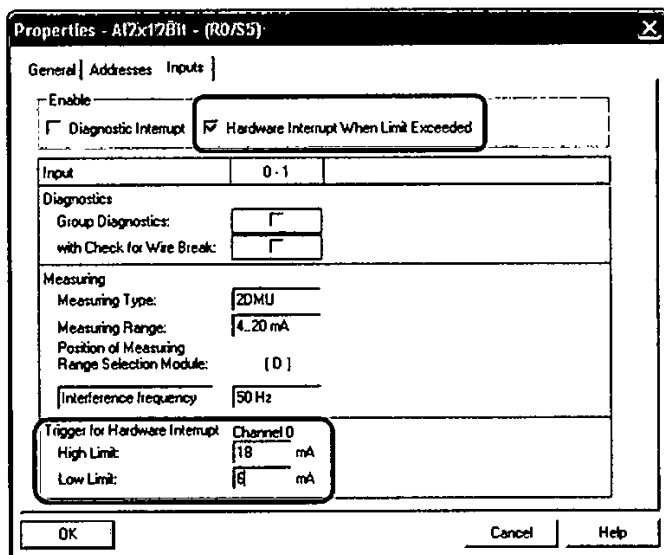 Properties - AI2x12Bit - (R0/S5)
General Addresses Inputs
Enable
Diagnostic Interrupt Hardware Interrupt When Limit Exceeded
Input 0 - 1
Diagnostics
Group Diagnostics:
with Check for Wire Break:
Measuring
Measuring Type: 2DMU
Measuring Range: 4..20 mA
Position of Measuring
Range Selection Module: [ D ]
Interference frequency 50 Hz
Trigger for Hardware Interrupt Channel 0
High Limit: 18 mA
Low Limit: 6 mA
OK Cancel Help